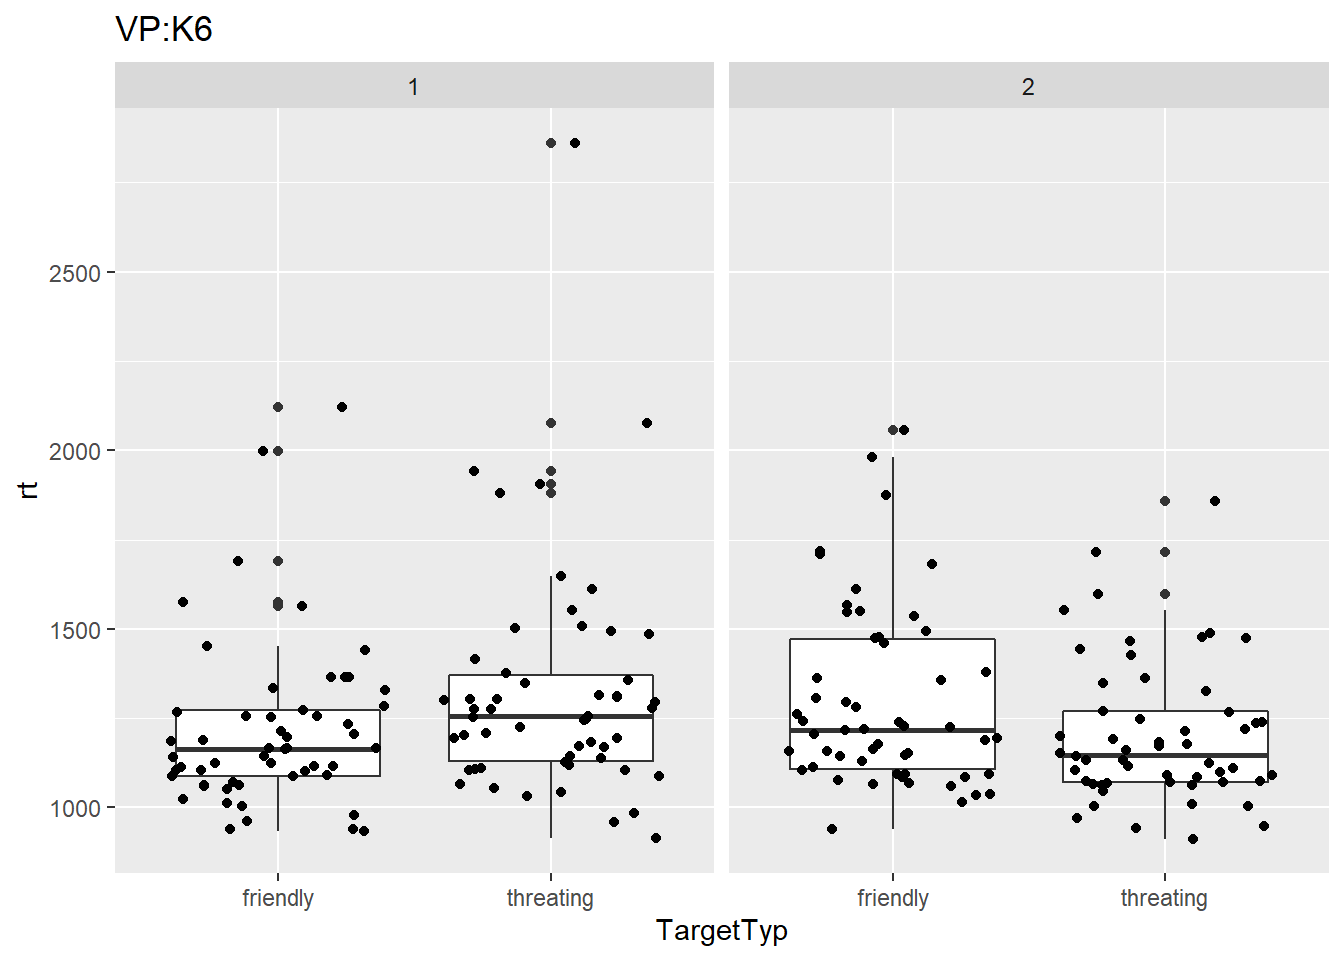 VP:K6
1 2
2500
2000
1500
1000
rt
friendly threating friendly threating
TargetTyp